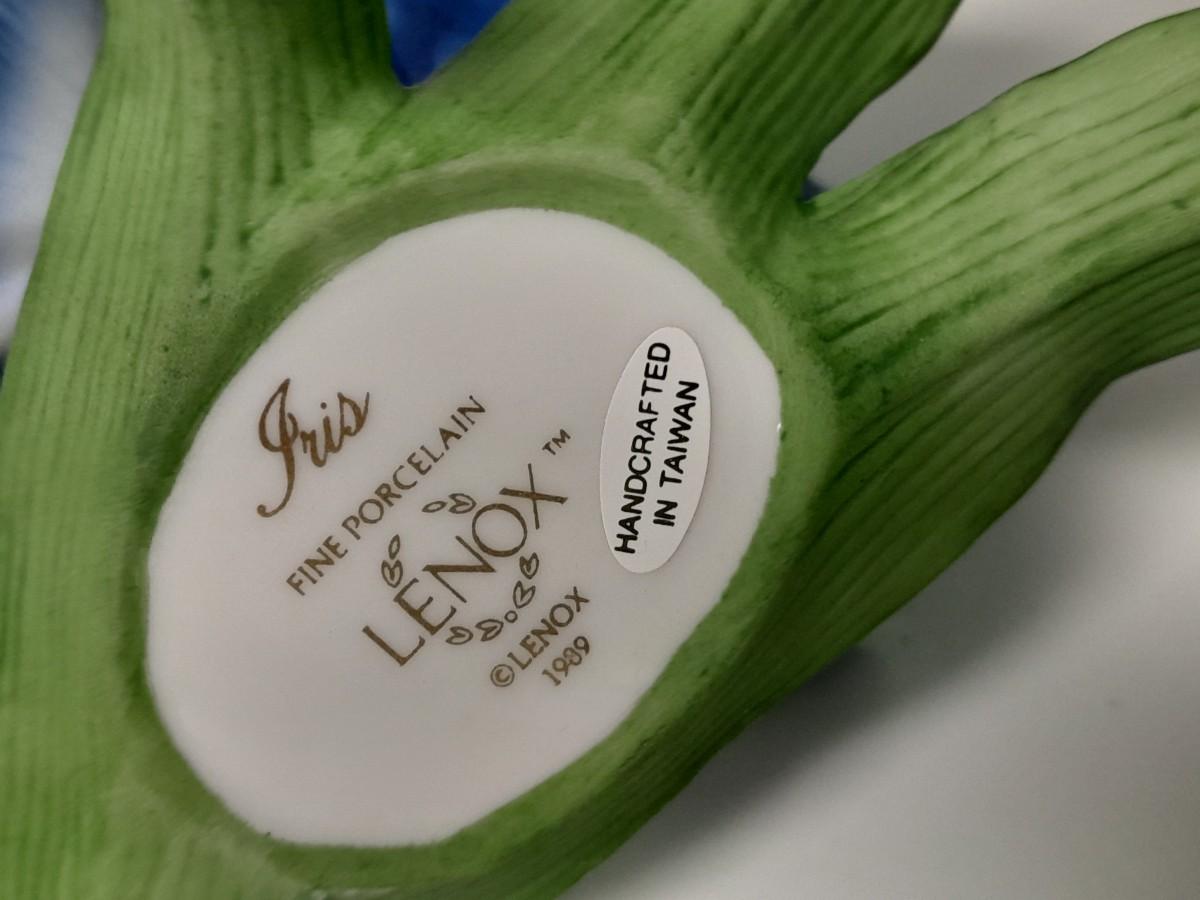 Iris
FINE PORCELAIN
LENOX™
©LENOX
1989
HANDCRAFTED
IN TAIWAN